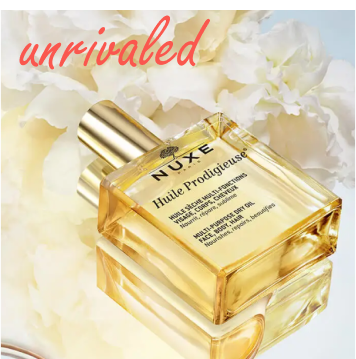 unrivaled
NUXE
Huile Prodigieuse®
HUILE SÈCHE MULTI-FONCTIONS
VISAGE, CORPS, CHEVEUX
Nourrit, répare, sublime
MULTI-PURPOSE DRY OIL
FACE, BODY, HAIR
Nourishes, repairs, beautifies